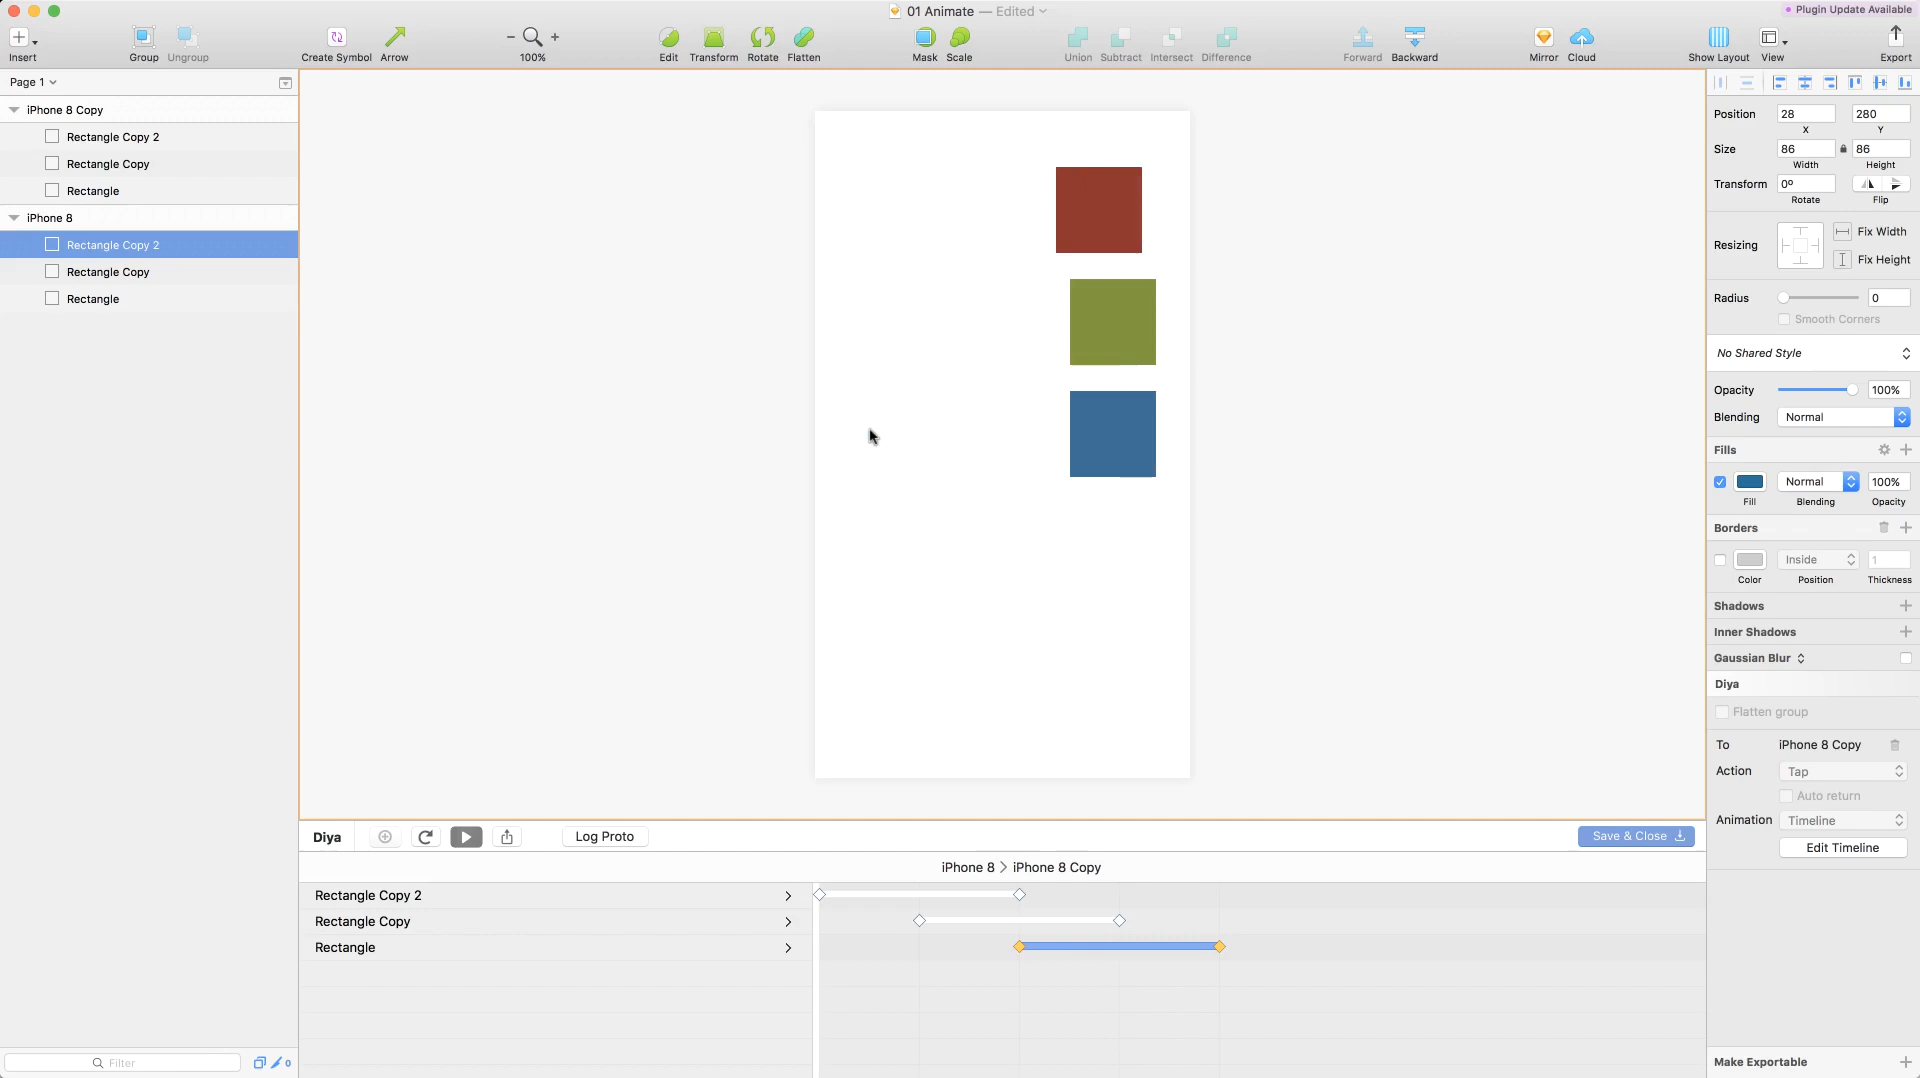 01 Animate — Edited
Plugin Update Available
Insert
Group
Ungroup
Create Symbol
Arrow
100%
Edit
Transform
Rotate
Flatten
Mask
Scale
Union
Subtract
Intersect
Difference
Forward
Backward
Mirror
Cloud
Show Layout
View
Export
Page 1
iPhone 8 Copy
Rectangle Copy 2
Rectangle Copy
Rectangle
iPhone 8
Rectangle Copy 2
Rectangle Copy
Rectangle
Filter
0
Position
28
280
X
Y
Size
86
86
Width
Height
Transform
0º
Rotate
Flip
Resizing
Fix Width
Fix Height
Radius
0
Smooth Corners
No Shared Style
Opacity
100%
Blending
Normal
Fills
Normal
100%
Fill
Blending
Opacity
Borders
Inside
1
Color
Position
Thickness
Shadows
Inner Shadows
Gaussian Blur
Diya
Flatten group
To
iPhone 8 Copy
Action
Tap
Auto return
Animation
Timeline
Edit Timeline
Make Exportable
Diya
Log Proto
Save & Close
iPhone 8 > iPhone 8 Copy
Rectangle Copy 2
Rectangle Copy
Rectangle